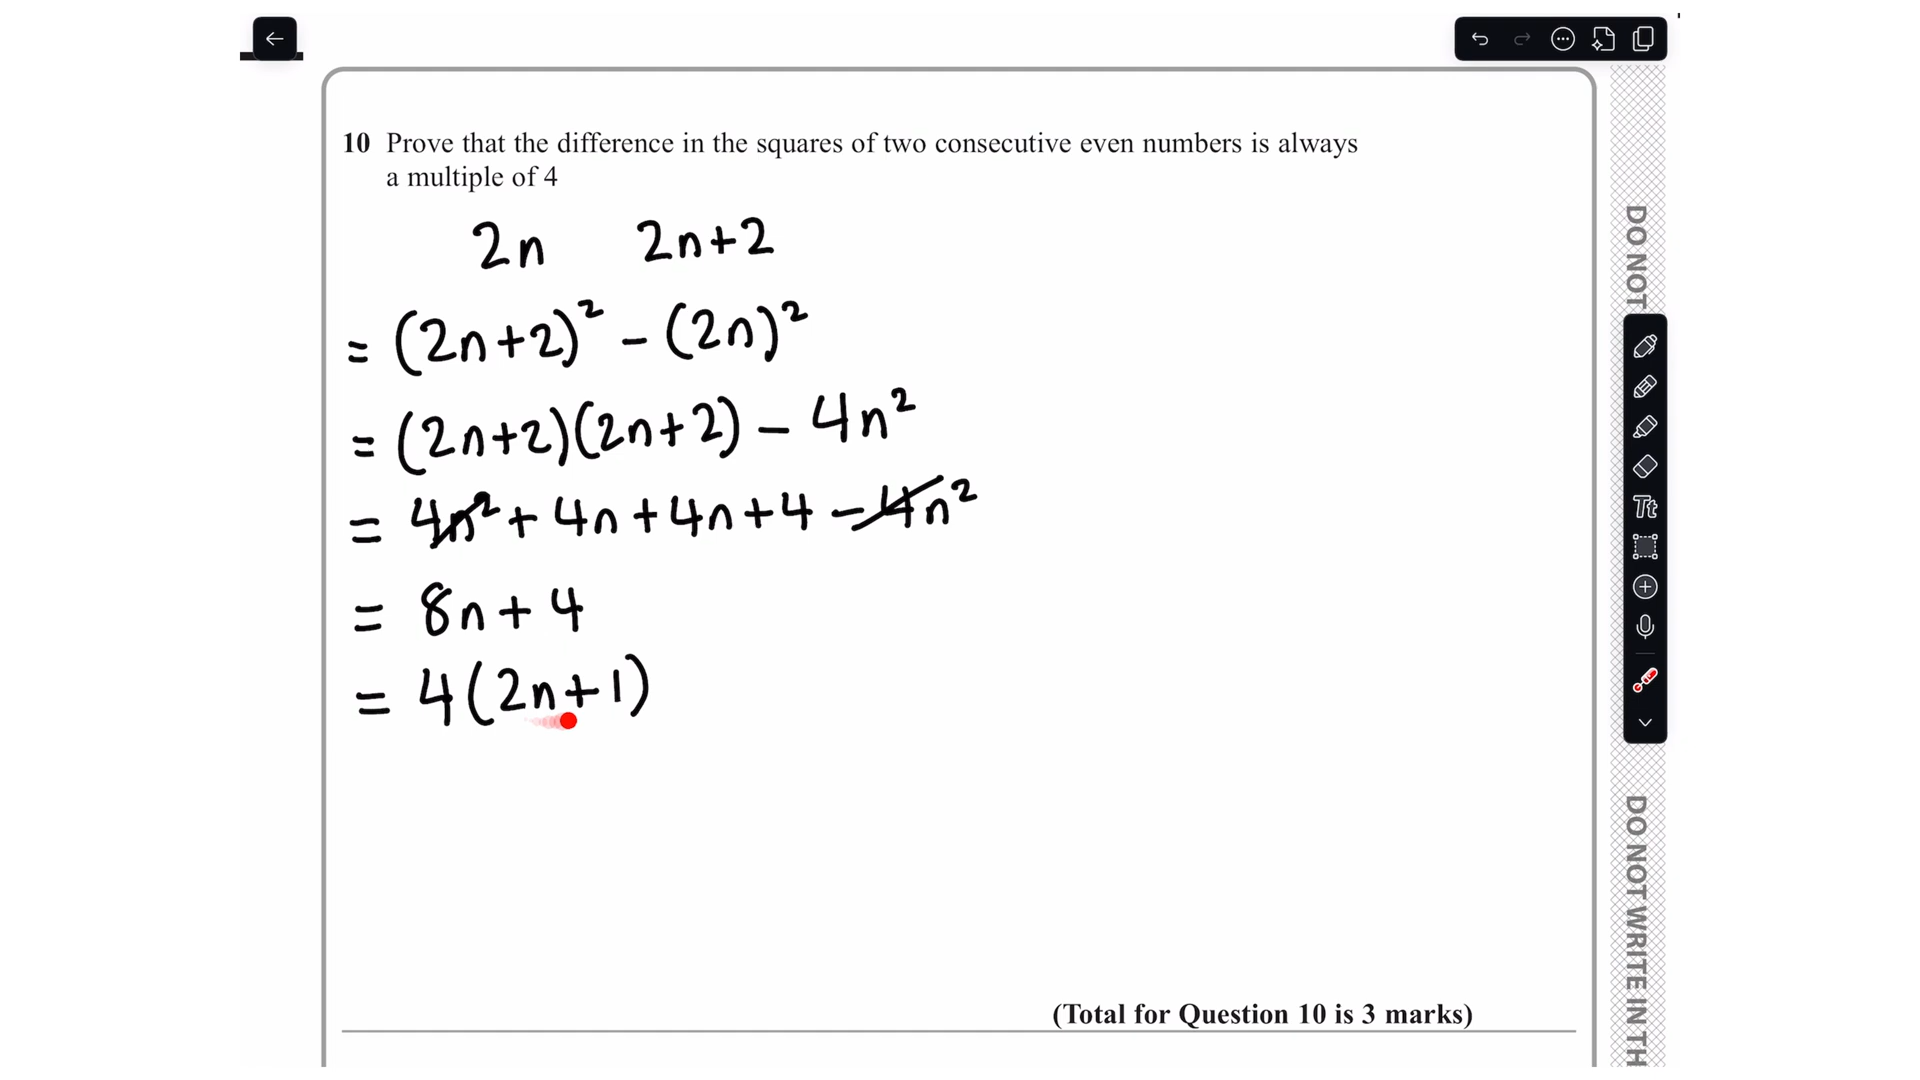 10 Prove that the difference in the squares of two consecutive even numbers is always
a multiple of 4
2n 2n+2
= (2n+2)² - (2n)²
= (2n+2)(2n+2) - 4n²
= 4n² + 4n + 4n + 4 - 4n²
= 8n + 4
= 4(2n+1)
(Total for Question 10 is 3 marks)
DO NOT
Tt
DO NOT WRITE IN TH